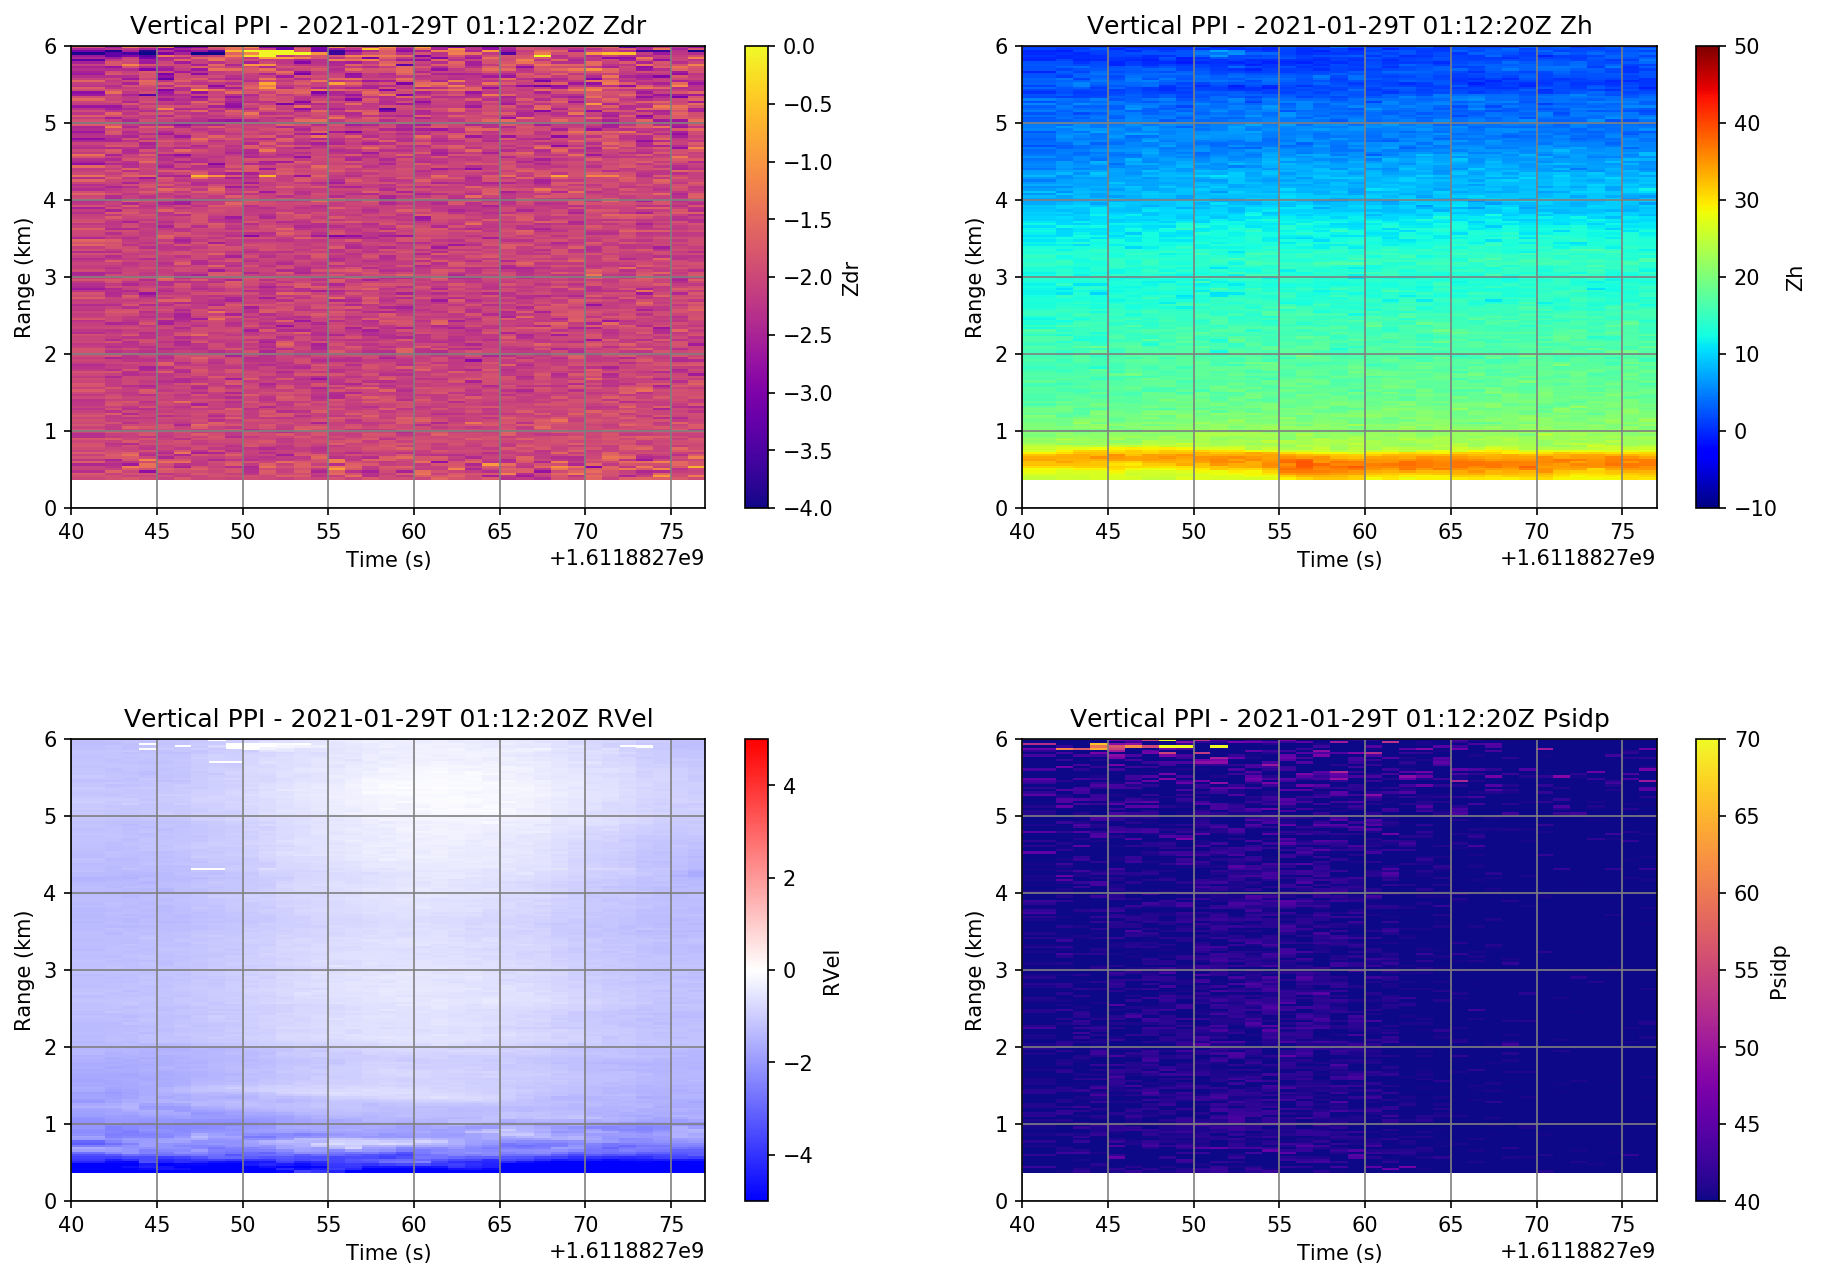 Vertical PPI - 2021-01-29T 01:12:20Z Zdr
6
5
4
3
2
1
0
Range (km)
40 45 50 55 60 65 70 75
Time (s)
+1.6118827e9
0.0
−0.5
−1.0
−1.5
−2.0
−2.5
−3.0
−3.5
−4.0
Zdr
Vertical PPI - 2021-01-29T 01:12:20Z Zh
6
5
4
3
2
1
0
Range (km)
40 45 50 55 60 65 70 75
Time (s)
+1.6118827e9
50
40
30
20
10
0
−10
Zh
Vertical PPI - 2021-01-29T 01:12:20Z RVel
6
5
4
3
2
1
0
Range (km)
40 45 50 55 60 65 70 75
Time (s)
+1.6118827e9
4
2
0
−2
−4
RVel
Vertical PPI - 2021-01-29T 01:12:20Z Psidp
6
5
4
3
2
1
0
Range (km)
40 45 50 55 60 65 70 75
Time (s)
+1.6118827e9
70
65
60
55
50
45
40
Psidp